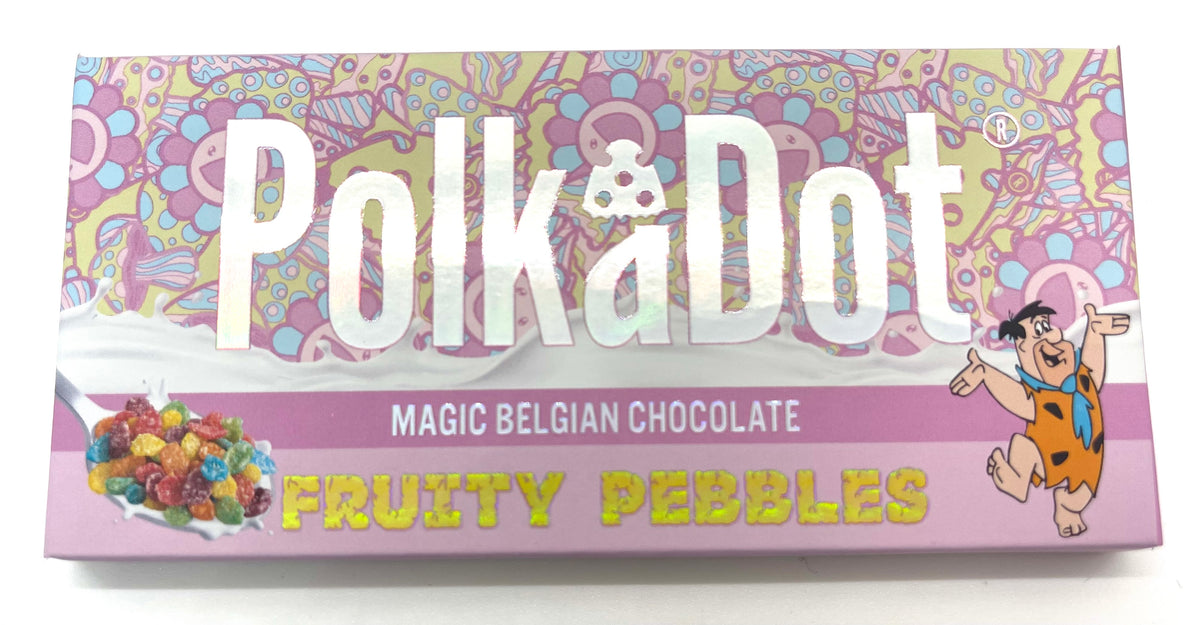 PolkaDot ®
MAGIC BELGIAN CHOCOLATE
FRUITY PEBBLES